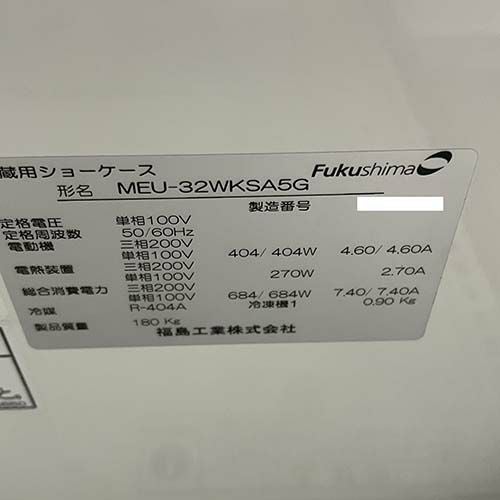 蔵用ショーケース
Fukushima
形名 MEU-32WKSA5G
製造番号
定格電圧 単相100V
定格周波数 50/60Hz
電動機 三相200V
単相100V 404/404W 4.60/4.60A
電熱装置 三相200V
単相100V 270W 2.70A
総合消費電力 三相200V
単相100V 684/684W 7.40/7.40A
冷媒 R-404A 冷凍機1 0.90 Kg
製品質量 180 Kg
福島工業株式会社